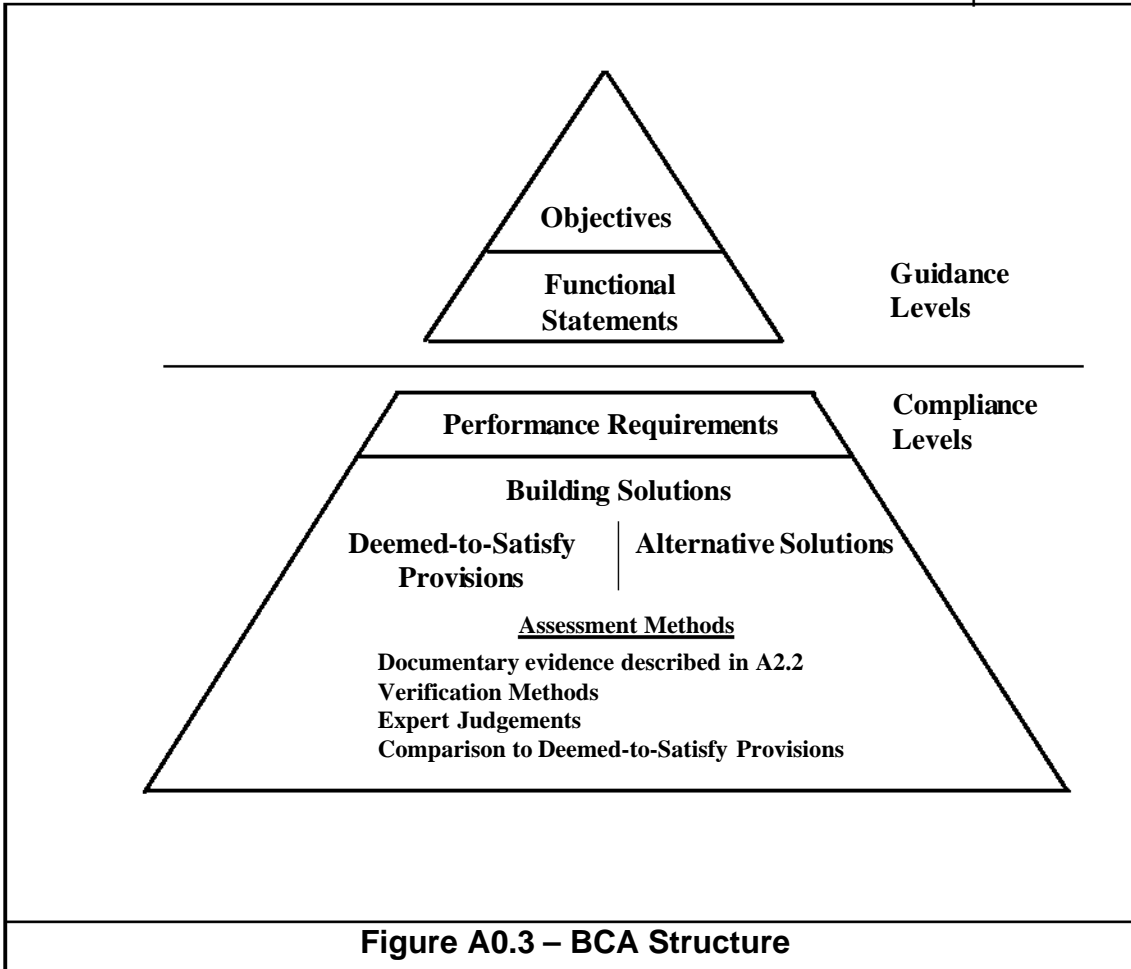 Objectives
Functional
Statements
Guidance
Levels
Performance Requirements
Compliance
Levels
Building Solutions
Deemed-to-Satisfy
Provisions
Alternative Solutions
Assessment Methods
Documentary evidence described in A2.2
Verification Methods
Expert Judgements
Comparison to Deemed-to-Satisfy Provisions
Figure A0.3 – BCA Structure